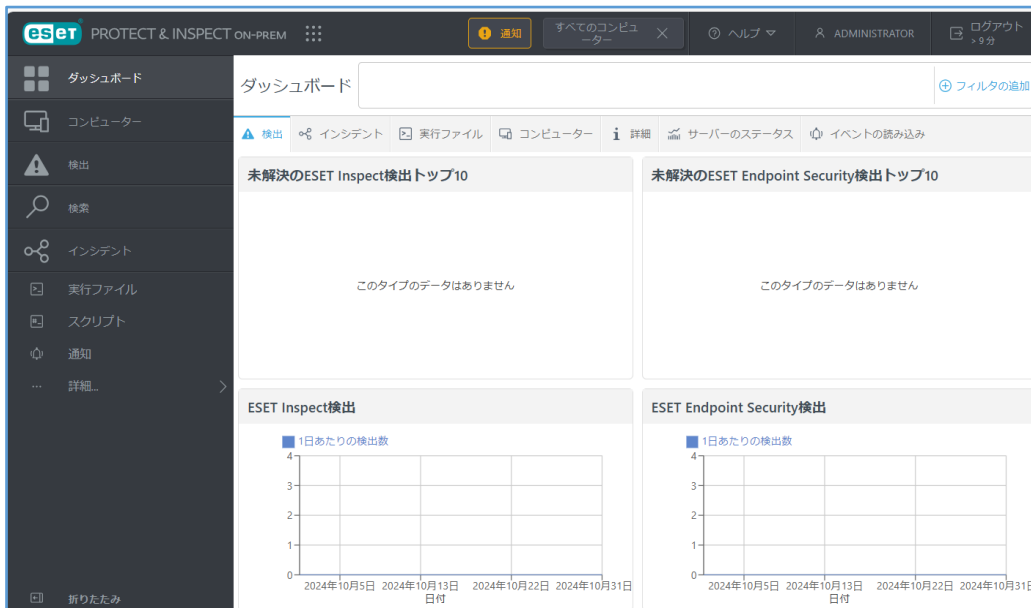 eset PROTECT & INSPECT ON-PREM
通知
すべてのコンピュ
ーター
ヘルプ
ADMINISTRATOR
ログアウト
> 9 分
ダッシュボード
コンピューター
検出
検索
インシデント
実行ファイル
スクリプト
通知
詳細...
折りたたみ
ダッシュボード
フィルタの追加
検出
インシデント
実行ファイル
コンピューター
詳細
サーバーのステータス
イベントの読み込み
未解決のESET Inspect検出トップ10
このタイプのデータはありません
未解決のESET Endpoint Security検出トップ10
このタイプのデータはありません
ESET Inspect検出
1日あたりの検出数
4
3
2
1
0
2024年10月5日 2024年10月13日 2024年10月22日 2024年10月31日
日付
ESET Endpoint Security検出
1日あたりの検出数
4
3
2
1
0
2024年10月5日 2024年10月13日 2024年10月22日 2024年10月31日
日付